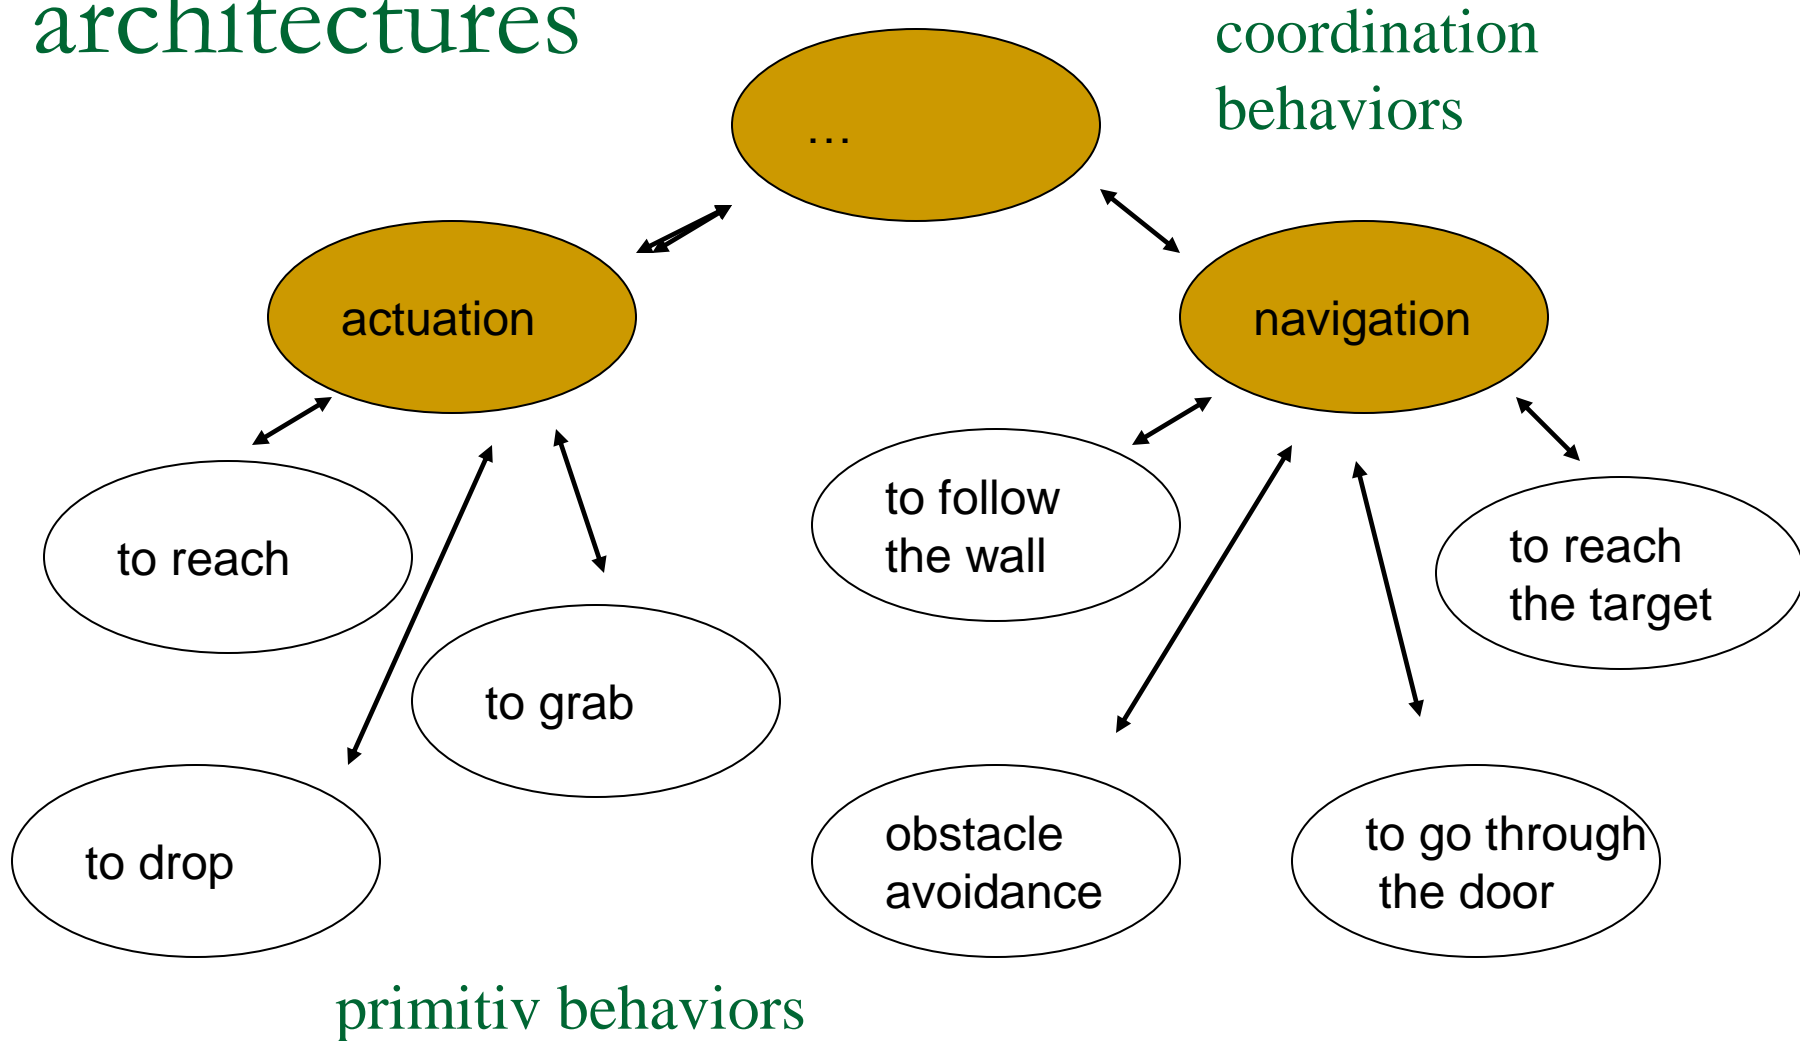 architectures
coordination
behaviors
…
actuation
navigation
to reach
to follow
the wall
to reach
the target
to grab
to drop
obstacle
avoidance
to go through
the door
primitiv behaviors